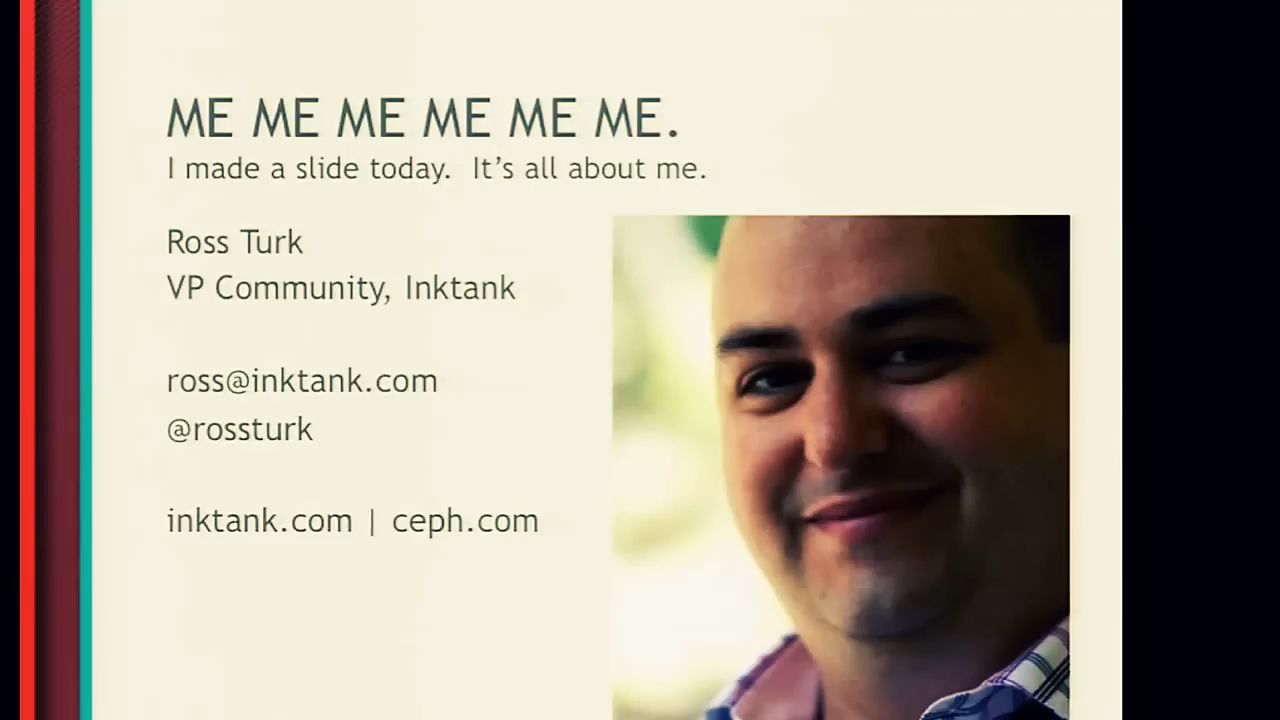 ME ME ME ME ME ME.
I made a slide today.  It’s all about me.
Ross Turk
VP Community, Inktank
ross@inktank.com
@rossturk
inktank.com | ceph.com